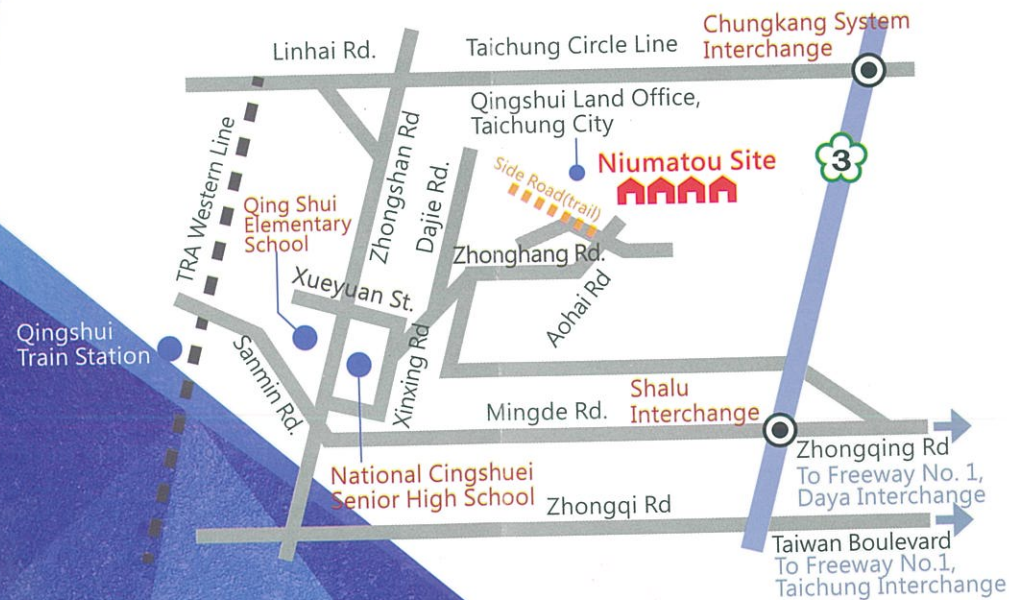 Linhai Rd.
Taichung Circle Line
Chungkang System
Interchange
Qingshui Land Office,
Taichung City
Niumatou Site
3
TRA Western Line
Zhongshan Rd
Dajie Rd.
Side Road(trail)
Qing Shui
Elementary
School
Xueyuan St.
Zhonghang Rd.
Aohai Rd
Qingshui
Train Station
Sanmin Rd.
Xinxing Rd
Mingde Rd.
Shalu
Interchange
Zhongqing Rd
To Freeway No. 1,
Daya Interchange
National Cingshuei
Senior High School
Zhongqi Rd
Taiwan Boulevard
To Freeway No.1,
Taichung Interchange